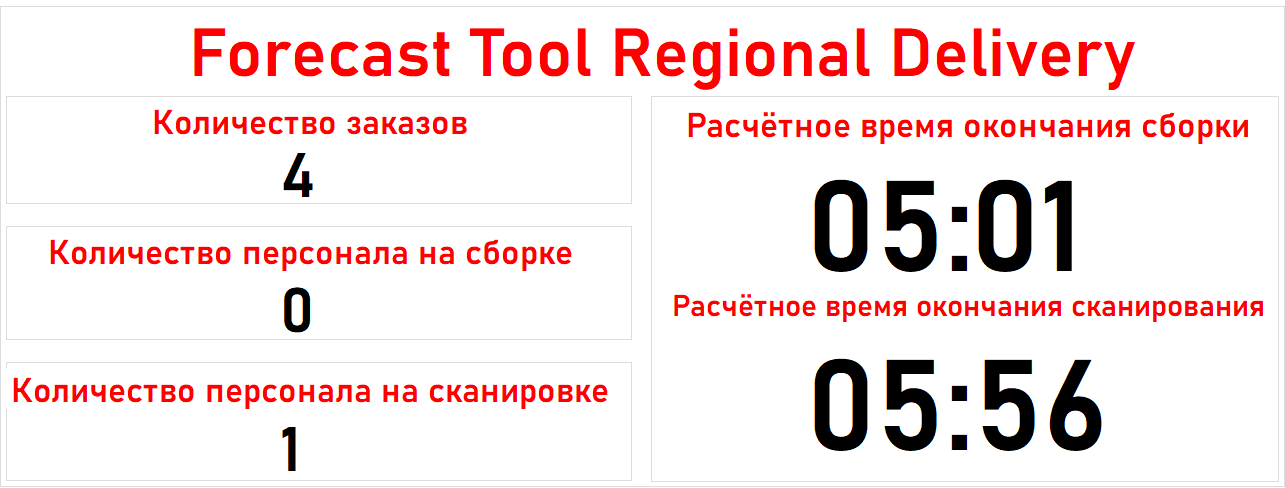 Forecast Tool Regional Delivery
Количество заказов
4
Количество персонала на сборке
0
Количество персонала на сканировке
1
Расчётное время окончания сборки
05:01
Расчётное время окончания сканирования
05:56